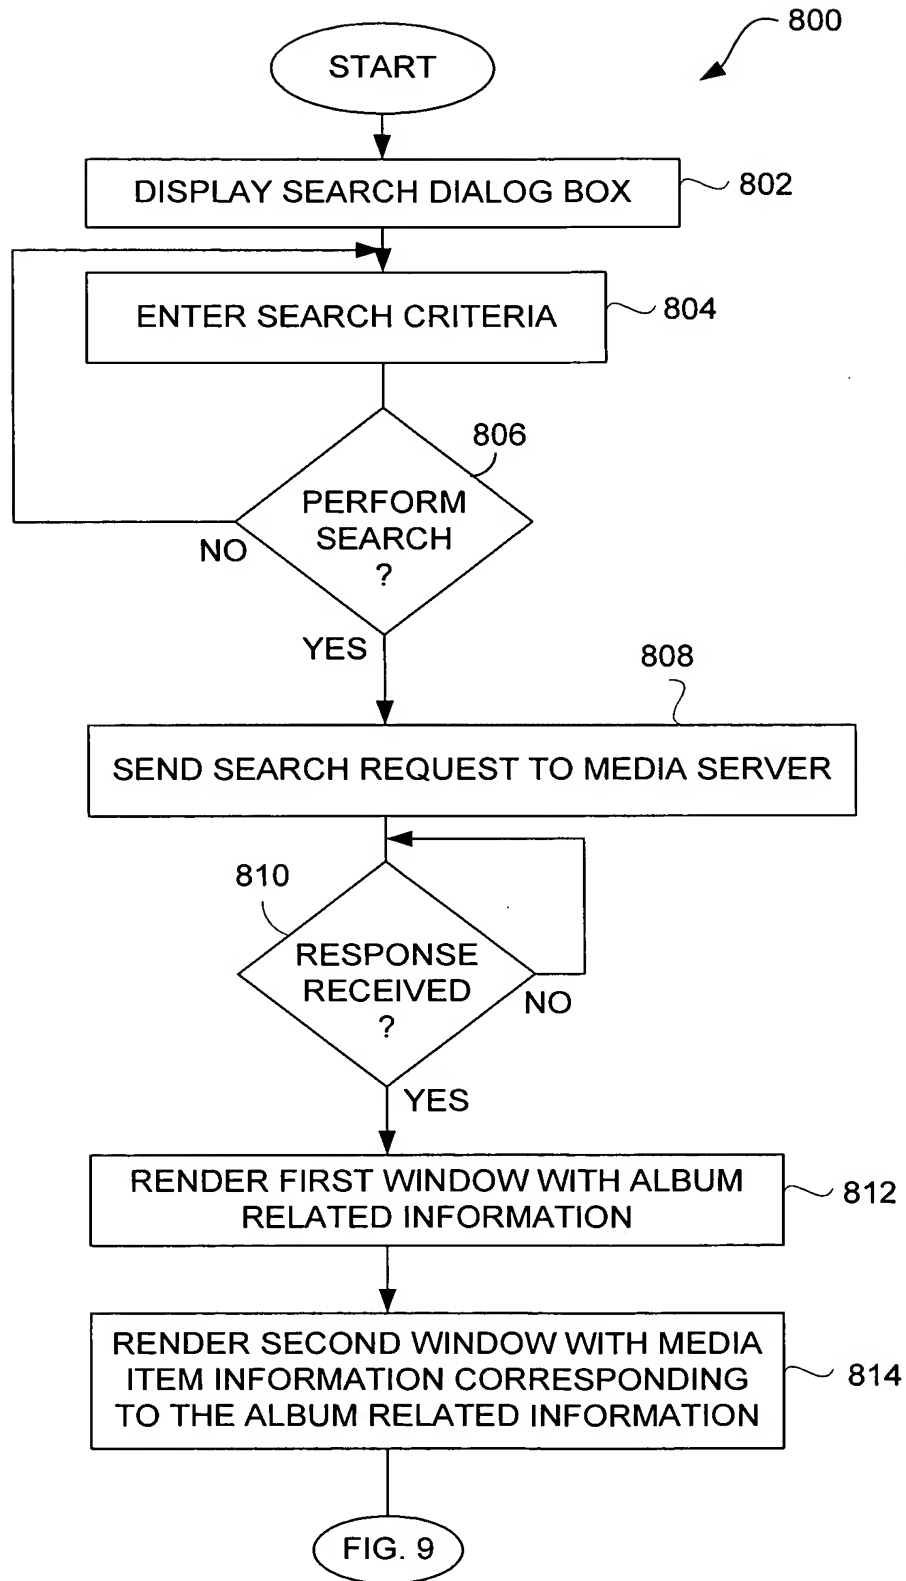 800
START
DISPLAY SEARCH DIALOG BOX
802
ENTER SEARCH CRITERIA
804
806
PERFORM
SEARCH
?
NO
YES
808
SEND SEARCH REQUEST TO MEDIA SERVER
810
RESPONSE
RECEIVED
?
NO
YES
RENDER FIRST WINDOW WITH ALBUM
RELATED INFORMATION
812
RENDER SECOND WINDOW WITH MEDIA
ITEM INFORMATION CORRESPONDING
TO THE ALBUM RELATED INFORMATION
814
FIG. 9